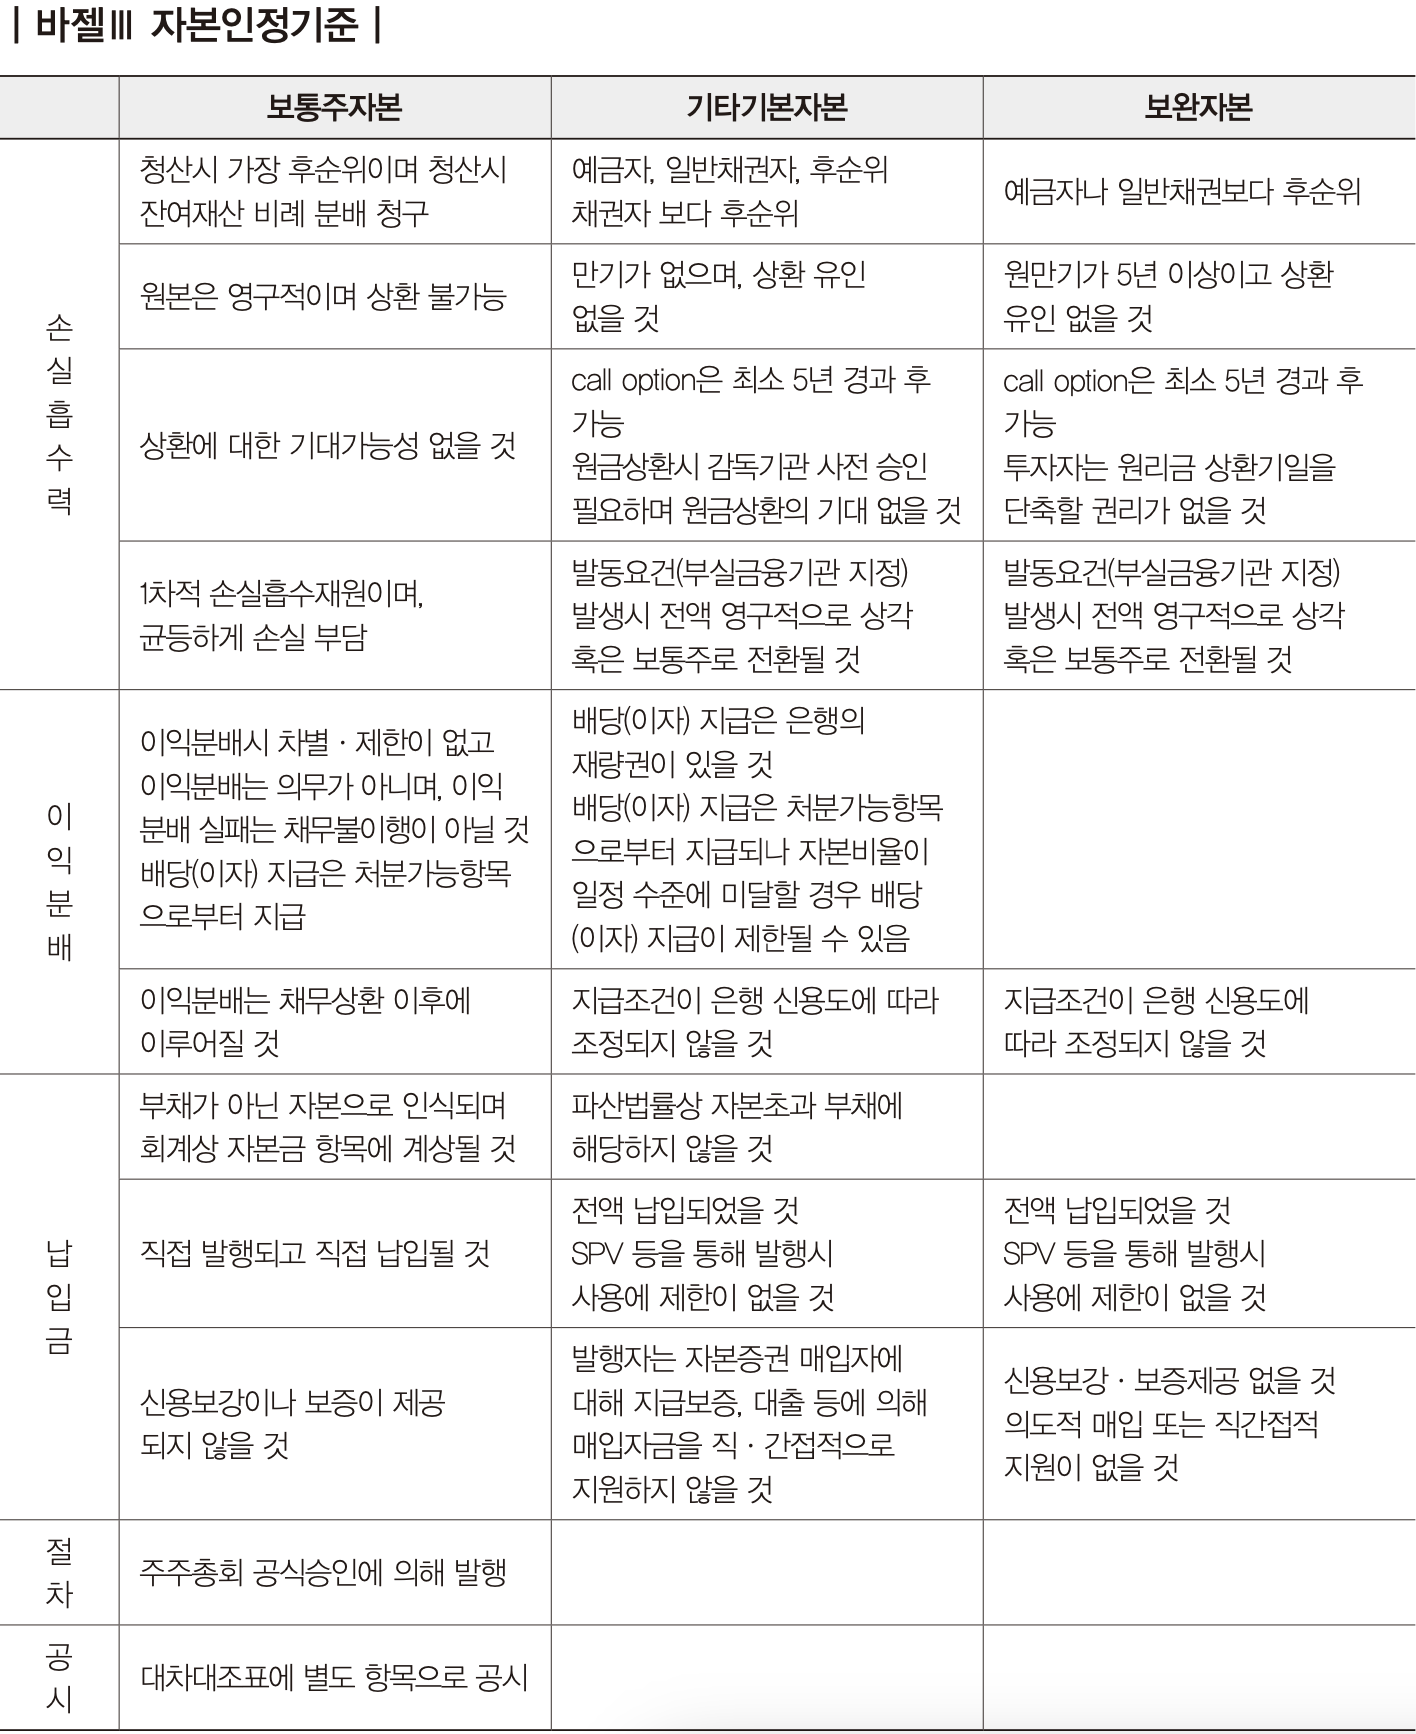 | 바젤Ⅲ 자본인정기준 |
보통주자본
기타기본자본
보완자본
손
실
흡
수
력
청산시 가장 후순위이며 청산시
잔여재산 비례 분배 청구
예금자, 일반채권자, 후순위
채권자 보다 후순위
예금자나 일반채권보다 후순위
원본은 영구적이며 상환 불가능
만기가 없으며, 상환 유인
없을 것
원만기가 5년 이상이고 상환
유인 없을 것
상환에 대한 기대가능성 없을 것
call option은 최소 5년 경과 후
가능
원금상환시 감독기관 사전 승인
필요하며 원금상환의 기대 없을 것
call option은 최소 5년 경과 후
가능
투자자는 원리금 상환기일을
단축할 권리가 없을 것
1차적 손실흡수재원이며,
균등하게 손실 부담
발동요건(부실금융기관 지정)
발생시 전액 영구적으로 상각
혹은 보통주로 전환될 것
발동요건(부실금융기관 지정)
발생시 전액 영구적으로 상각
혹은 보통주로 전환될 것
이
익
분
배
이익분배시 차별·제한이 없고
이익분배는 의무가 아니며, 이익
분배 실패는 채무불이행이 아닐 것
배당(이자) 지급은 처분가능항목
으로부터 지급
배당(이자) 지급은 은행의
재량권이 있을 것
배당(이자) 지급은 처분가능항목
으로부터 지급되나 자본비율이
일정 수준에 미달할 경우 배당
(이자) 지급이 제한될 수 있음
이익분배는 채무상환 이후에
이루어질 것
지급조건이 은행 신용도에 따라
조정되지 않을 것
지급조건이 은행 신용도에
따라 조정되지 않을 것
납
입
금
부채가 아닌 자본으로 인식되며
회계상 자본금 항목에 계상될 것
파산법률상 자본초과 부채에
해당하지 않을 것
직접 발행되고 직접 납입될 것
전액 납입되었을 것
SPV 등을 통해 발행시
사용에 제한이 없을 것
전액 납입되었을 것
SPV 등을 통해 발행시
사용에 제한이 없을 것
신용보강이나 보증이 제공
되지 않을 것
발행자는 자본증권 매입자에
대해 지급보증, 대출 등에 의해
매입자금을 직·간접적으로
지원하지 않을 것
신용보강·보증제공 없을 것
의도적 매입 또는 직간접적
지원이 없을 것
절
차
주주총회 공식승인에 의해 발행
공
시
대차대조표에 별도 항목으로 공시